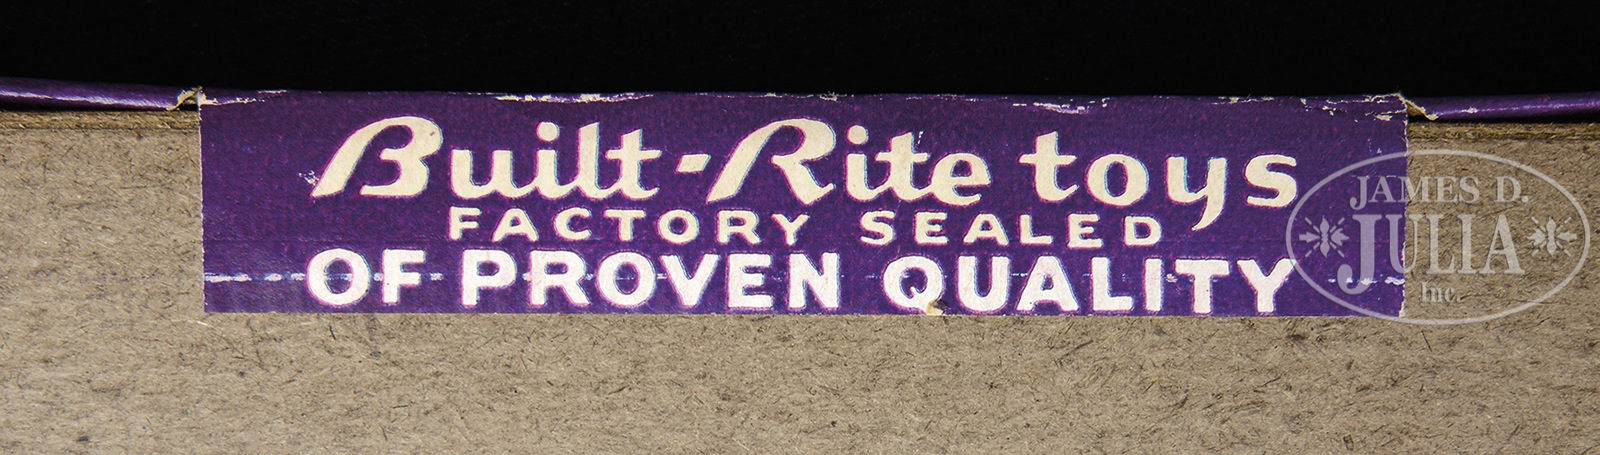 Built-Rite toys
FACTORY SEALED
OF PROVEN QUALITY
JAMES D.
JULIA
Inc.